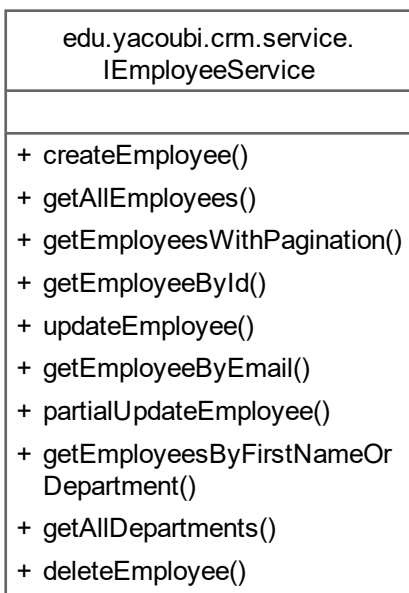 edu.yacoubi.crm.service.
IEmployeeService
+ createEmployee()
+ getAllEmployees()
+ getEmployeesWithPagination()
+ getEmployeeById()
+ updateEmployee()
+ getEmployeeByEmail()
+ partialUpdateEmployee()
+ getEmployeesByFirstNameOr
Department()
+ getAllDepartments()
+ deleteEmployee()